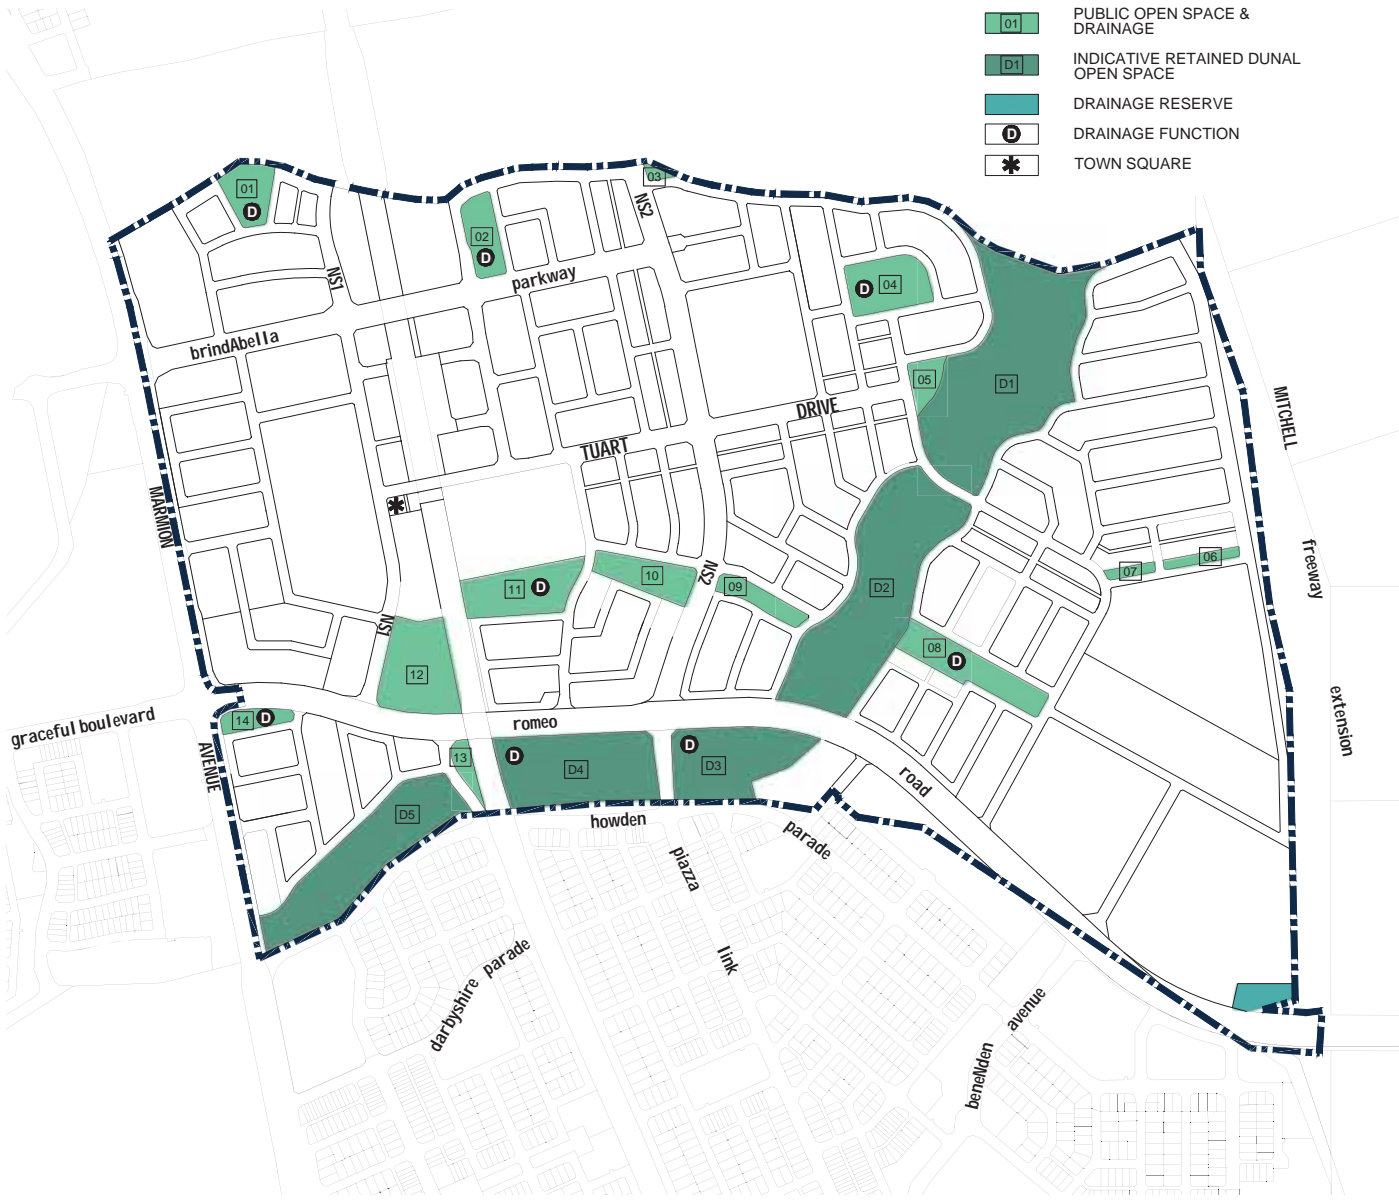 01
PUBLIC OPEN SPACE &
DRAINAGE
D1
INDICATIVE RETAINED DUNAL
OPEN SPACE
DRAINAGE RESERVE
D
DRAINAGE FUNCTION
TOWN SQUARE
01
D
02
D
03
NS2
NS1
parkway
D
04
brindAbella
05
D1
DRIVE
MITCHELL
TUART
MARMION
freeway
06
07
11
D
10
NS2
09
D2
NS1
08
D
12
extension
graceful boulevard
14
D
romeo
AVENUE
13
D
D4
D
D3
road
D5
howden
parade
piazza
link
darbyshire parade
beneNden avenue